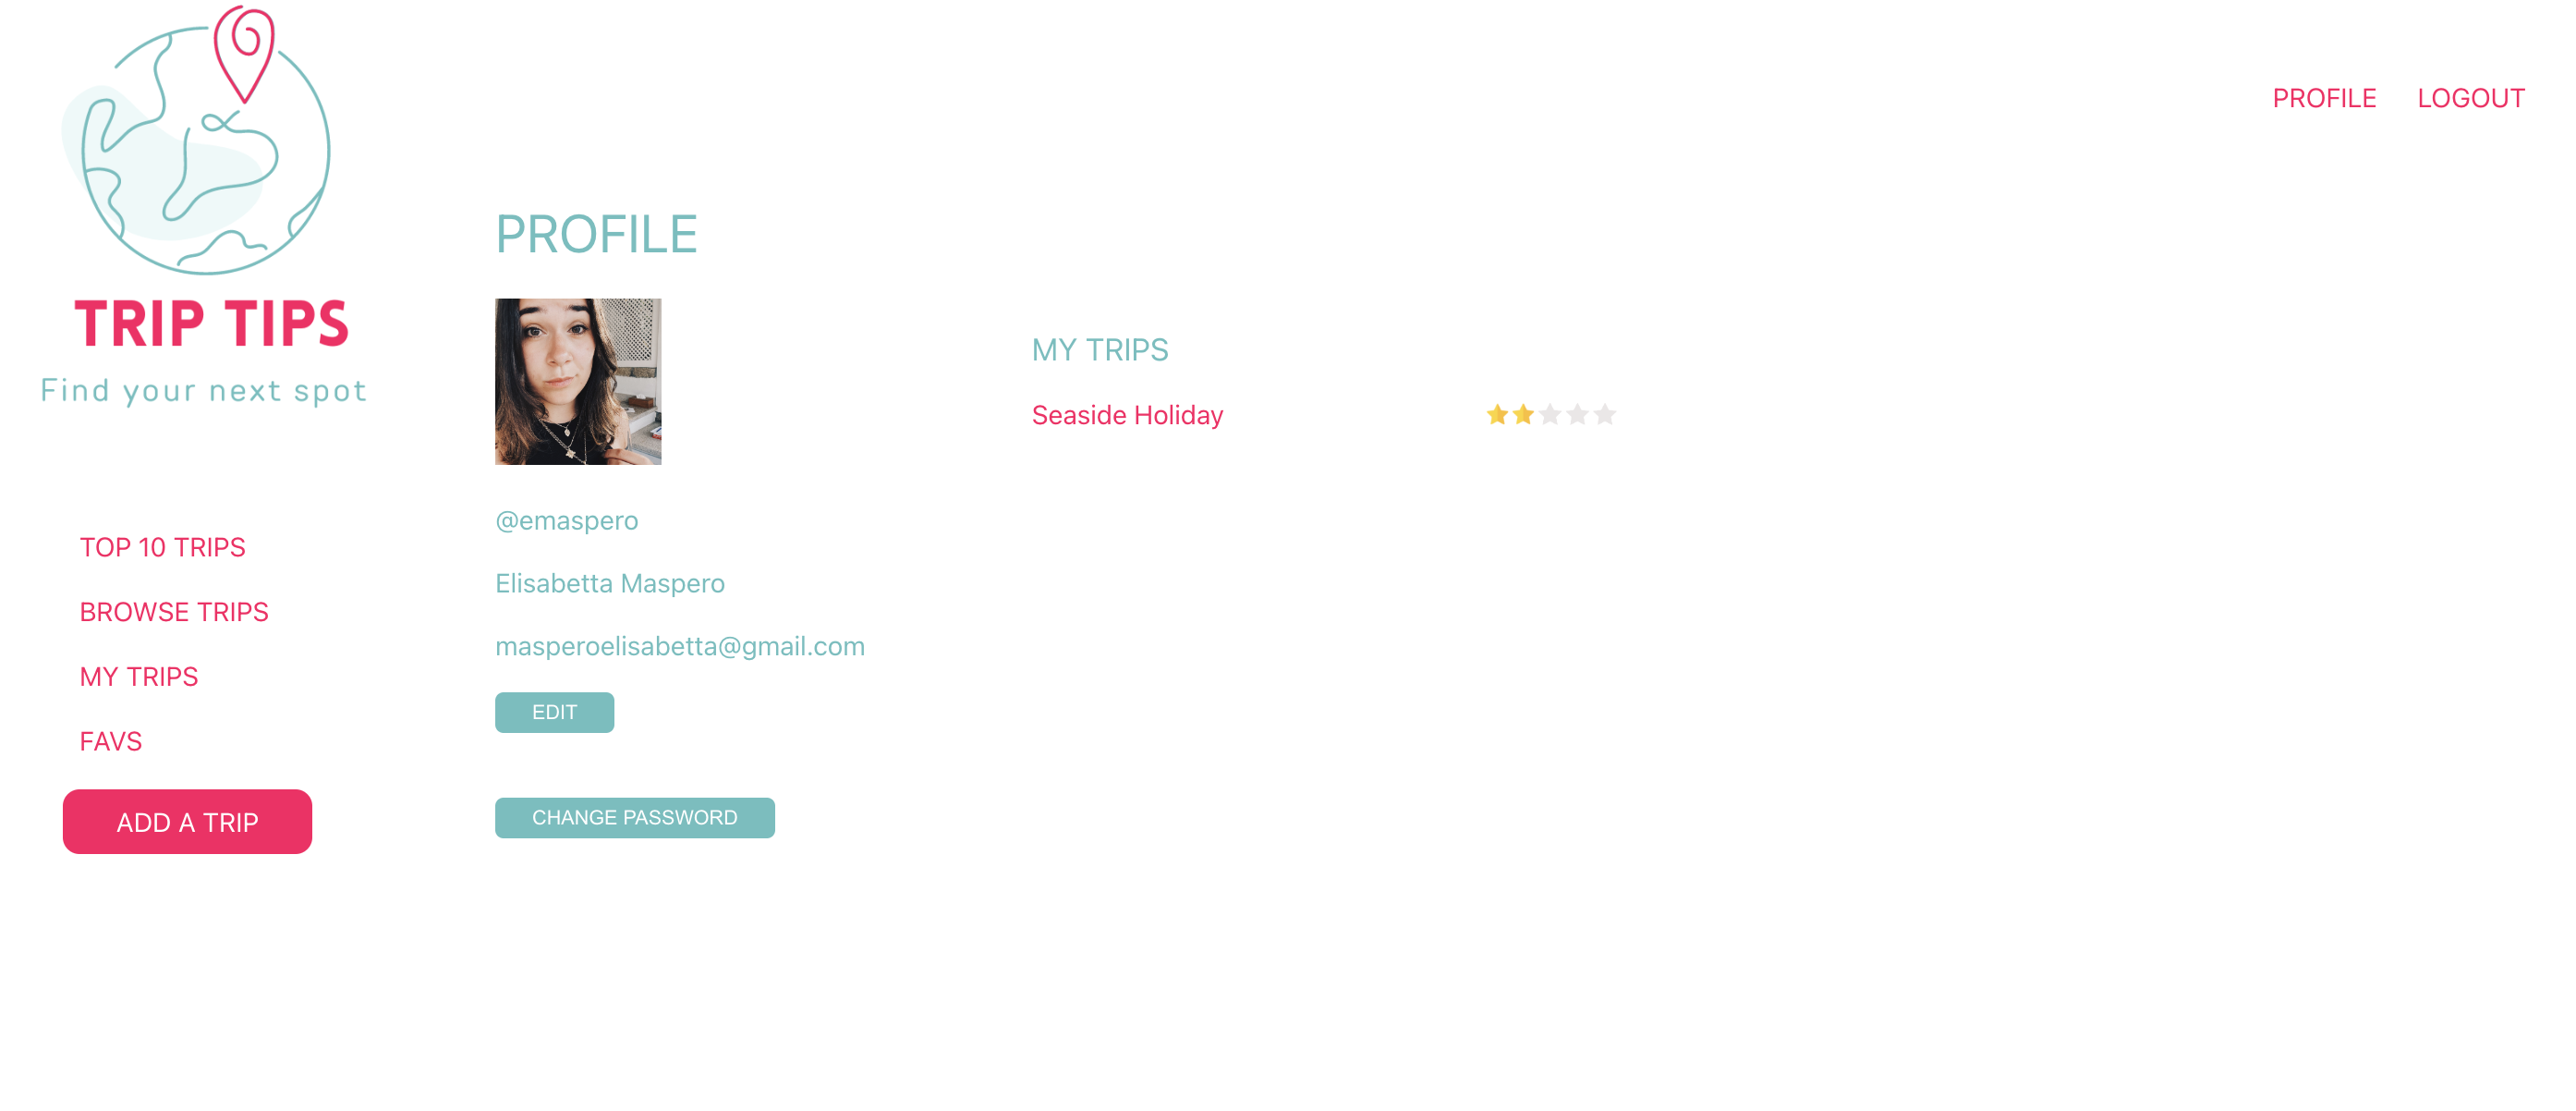 PROFILE LOGOUT
TRIP TIPS
Find your next spot
TOP 10 TRIPS
BROWSE TRIPS
MY TRIPS
FAVS
ADD A TRIP
PROFILE
@emaspero
Elisabetta Maspero
masperoelisabetta@gmail.com
EDIT
CHANGE PASSWORD
MY TRIPS
Seaside Holiday